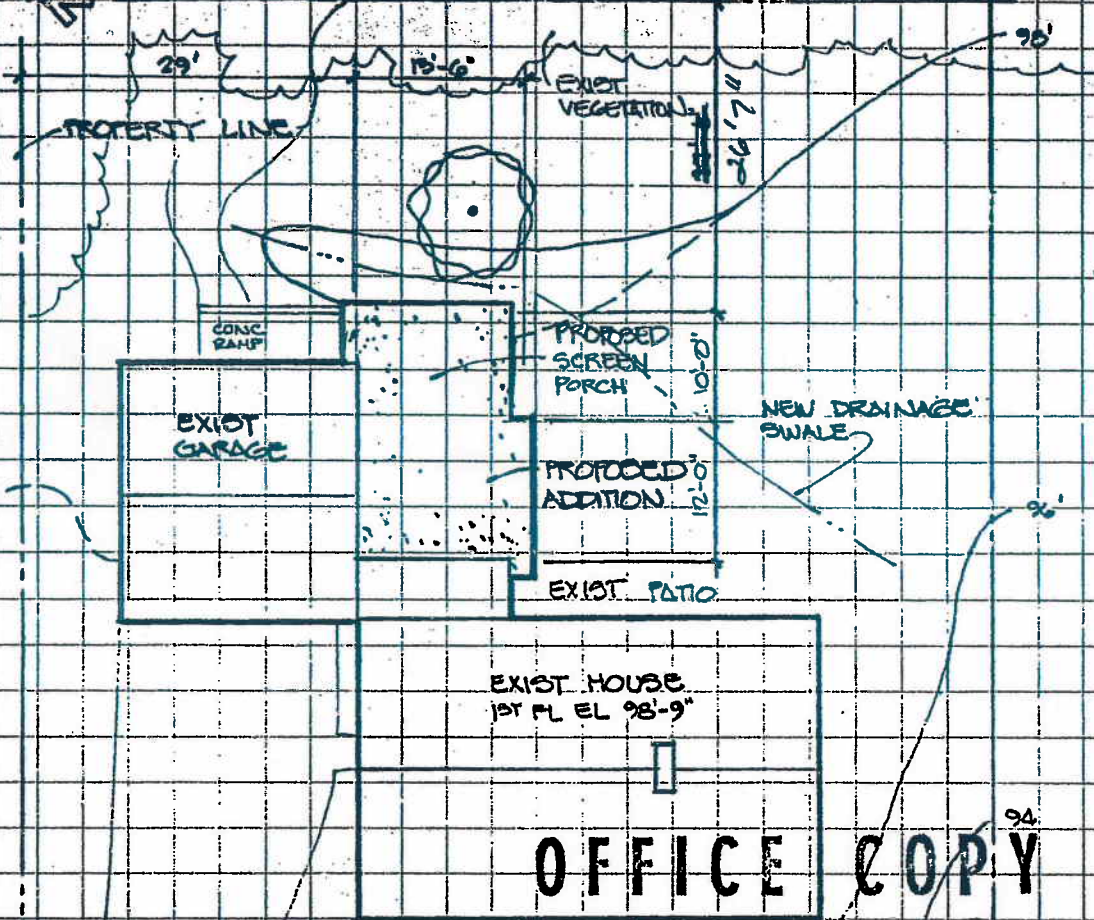 98'
29'
13'-6"
EXIST
VEGETATION
26'7"
PROPERTY LINE
CONC
RAMP
PROPOSED
SCREEN
PORCH
10'-0"
EXIST
GARAGE
NEW DRAINAGE
SWALE
PROPOSED
ADDITION
12'-0"
96'
EXIST PATIO
EXIST HOUSE
1ST FL EL 98'-9"
94
OFFICE COPY